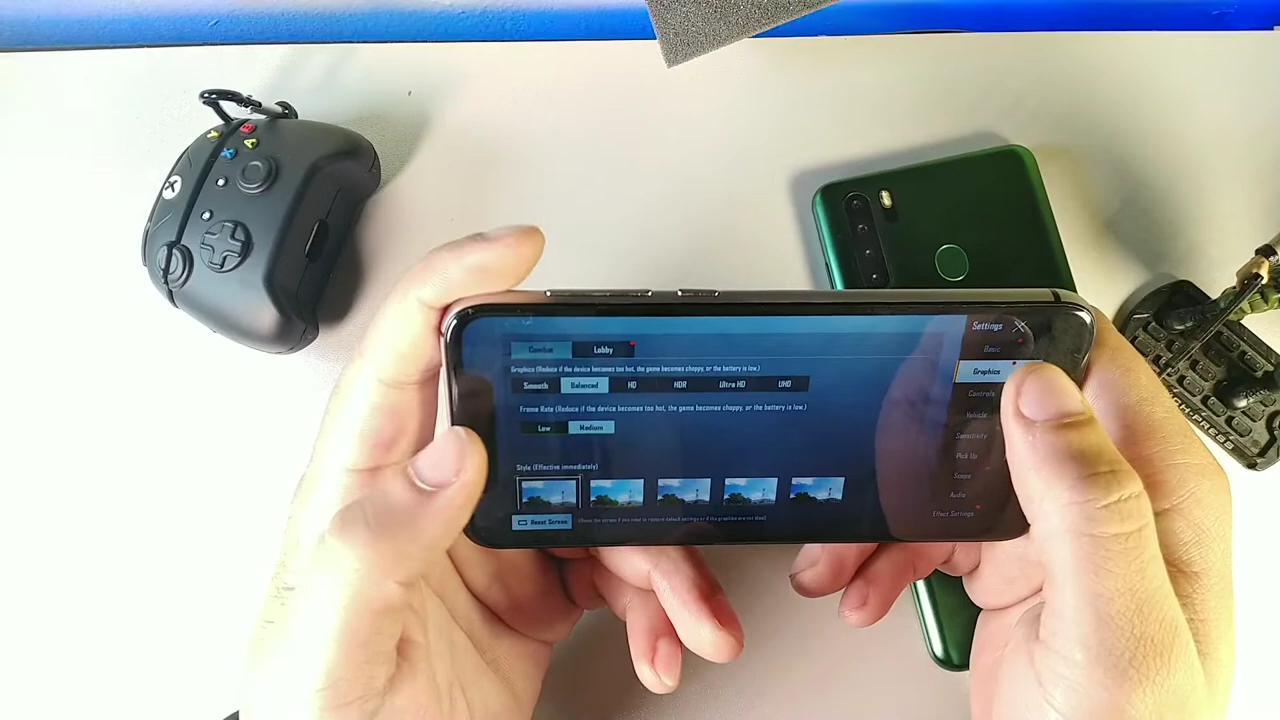 Settings
Combat Lobby
Basic
Graphics (Reduce if the device becomes too hot, the game becomes choppy, or the battery is low.)
Graphics
Smooth Balanced HD HDR Ultra HD UHD
Controls
Frame Rate (Reduce if the device becomes too hot, the game becomes choppy, or the battery is low.)
Vehicle
Low Medium
Sensitivity
Pick Up
Style (Effective immediately)
Scope
Audio
Effect Settings
Reset Screen
Y
B
X
A